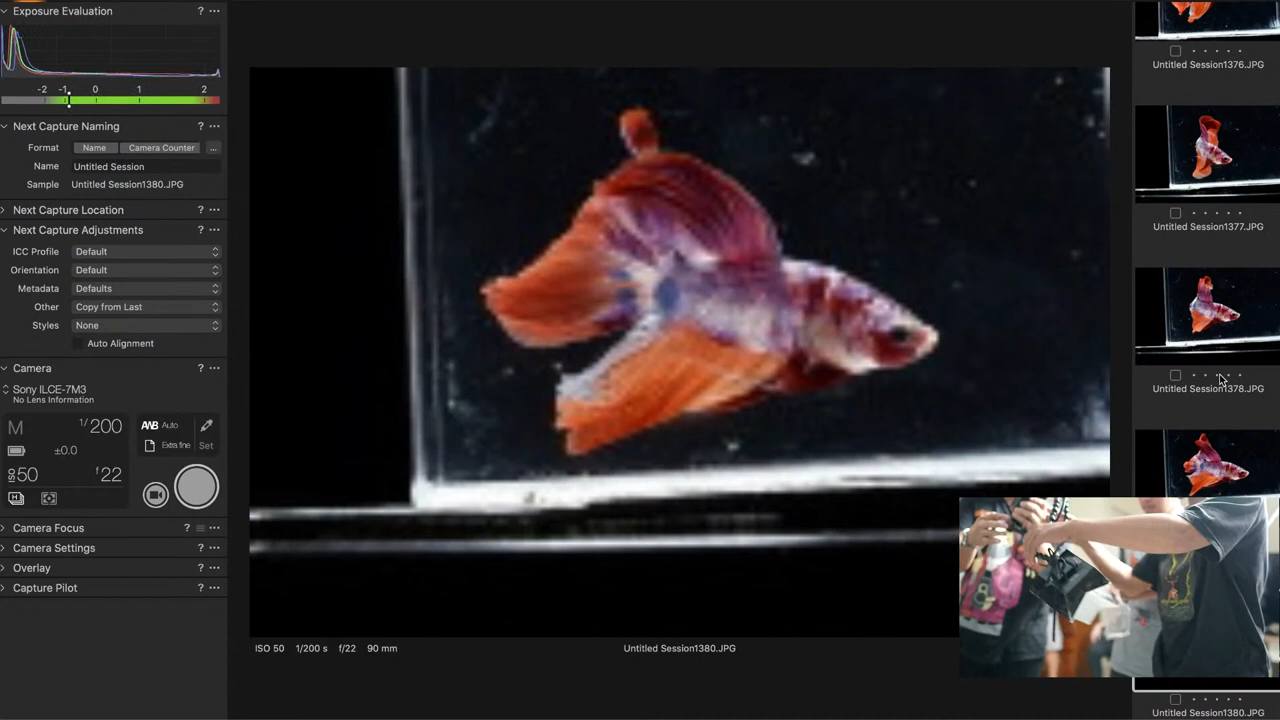 Exposure Evaluation ? ...
-2 -1 0 1 2
Next Capture Naming ? ...
Format Name Camera Counter ...
Name Untitled Session
Sample Untitled Session1380.JPG
Next Capture Location ? ...
Next Capture Adjustments ? ...
ICC Profile Default
Orientation Default
Metadata Defaults
Other Copy from Last
Styles None
Auto Alignment
Camera ? ...
Sony ILCE-7M3
No Lens Information
M 1/200
AWB Auto
±0.0
Extra fine Set
ISO 50 f22
Camera Focus ? ...
Camera Settings ? ...
Overlay ? ...
Capture Pilot ? ...
ISO 50 1/200 s f/22 90 mm
Untitled Session1380.JPG
Untitled Session1376.JPG
Untitled Session1377.JPG
Untitled Session1378.JPG
Untitled Session1380.JPG